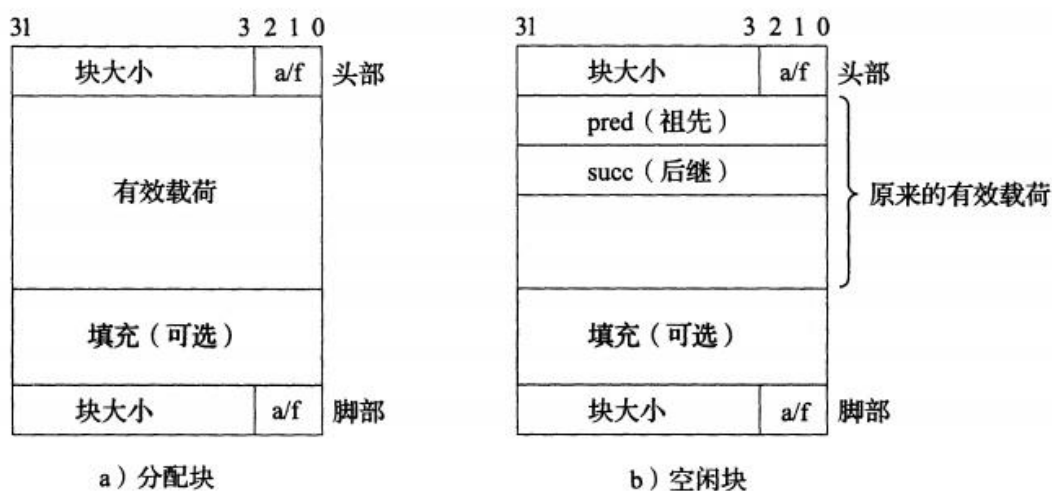 31 3 2 1 0
块大小 a/f 头部
有效载荷
填充（可选）
块大小 a/f 脚部
a）分配块
31 3 2 1 0
块大小 a/f 头部
pred（祖先）
succ（后继）
原来的有效载荷
填充（可选）
块大小 a/f 脚部
b）空闲块